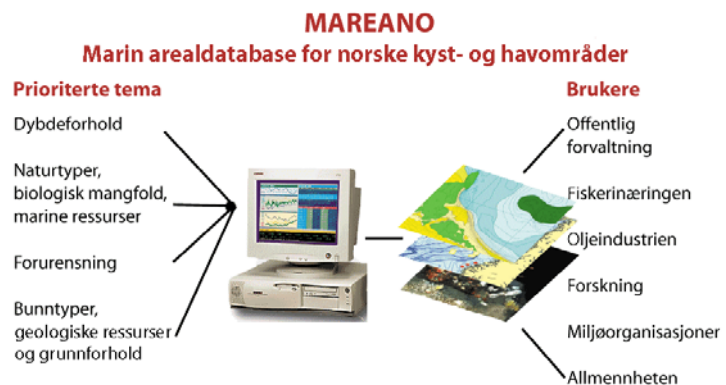 MAREANO
Marin arealdatabase for norske kyst- og havområder
Prioriterte tema
Dybdeforhold
Naturtyper,
biologisk mangfold,
marine ressurser
Forurensning
Bunntyper,
geologiske ressurser
og grunnforhold
Brukere
Offentlig
forvaltning
Fiskerinæringen
Oljeindustrien
Forskning
Miljøorganisasjoner
Allmennheten